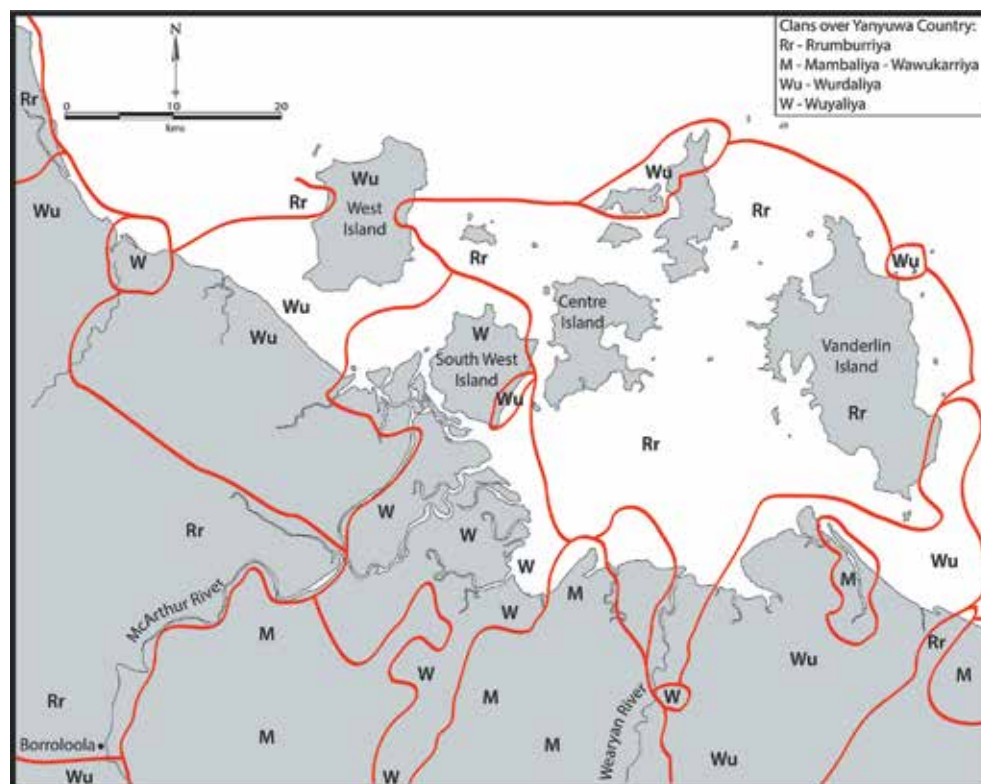 Clans over Yanyuwa Country:
Rr - Rrumburriya
M - Mambaliya - Wawukarriya
Wu - Wurdaliya
W - Wuyaliya
N
0 10 20
kms
Rr
Wu
W
Rr
Wu
West
Island
Wu
Wu
Rr
Wu
Rr
Wu
W
South West
Island
Wu
Centre
Island
Vanderlin
Island
Rr
Rr
Wu
Rr
McArthur River
W
W
W
W
M
M
Wu
M
Rr
M
Rr
Borroloola
Wu
M
W
W
M
M
Wearyan River
W
Wu
Wu